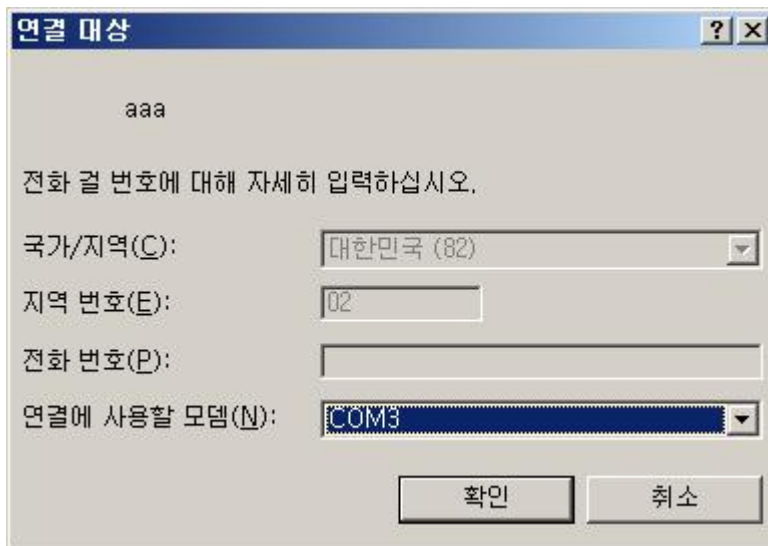 연결 대상
aaa
전화 걸 번호에 대해 자세히 입력하십시오.
국가/지역(C): 대한민국 (82)
지역 번호(E): 02
전화 번호(P):
연결에 사용할 모뎀(N): COM3
확인 취소